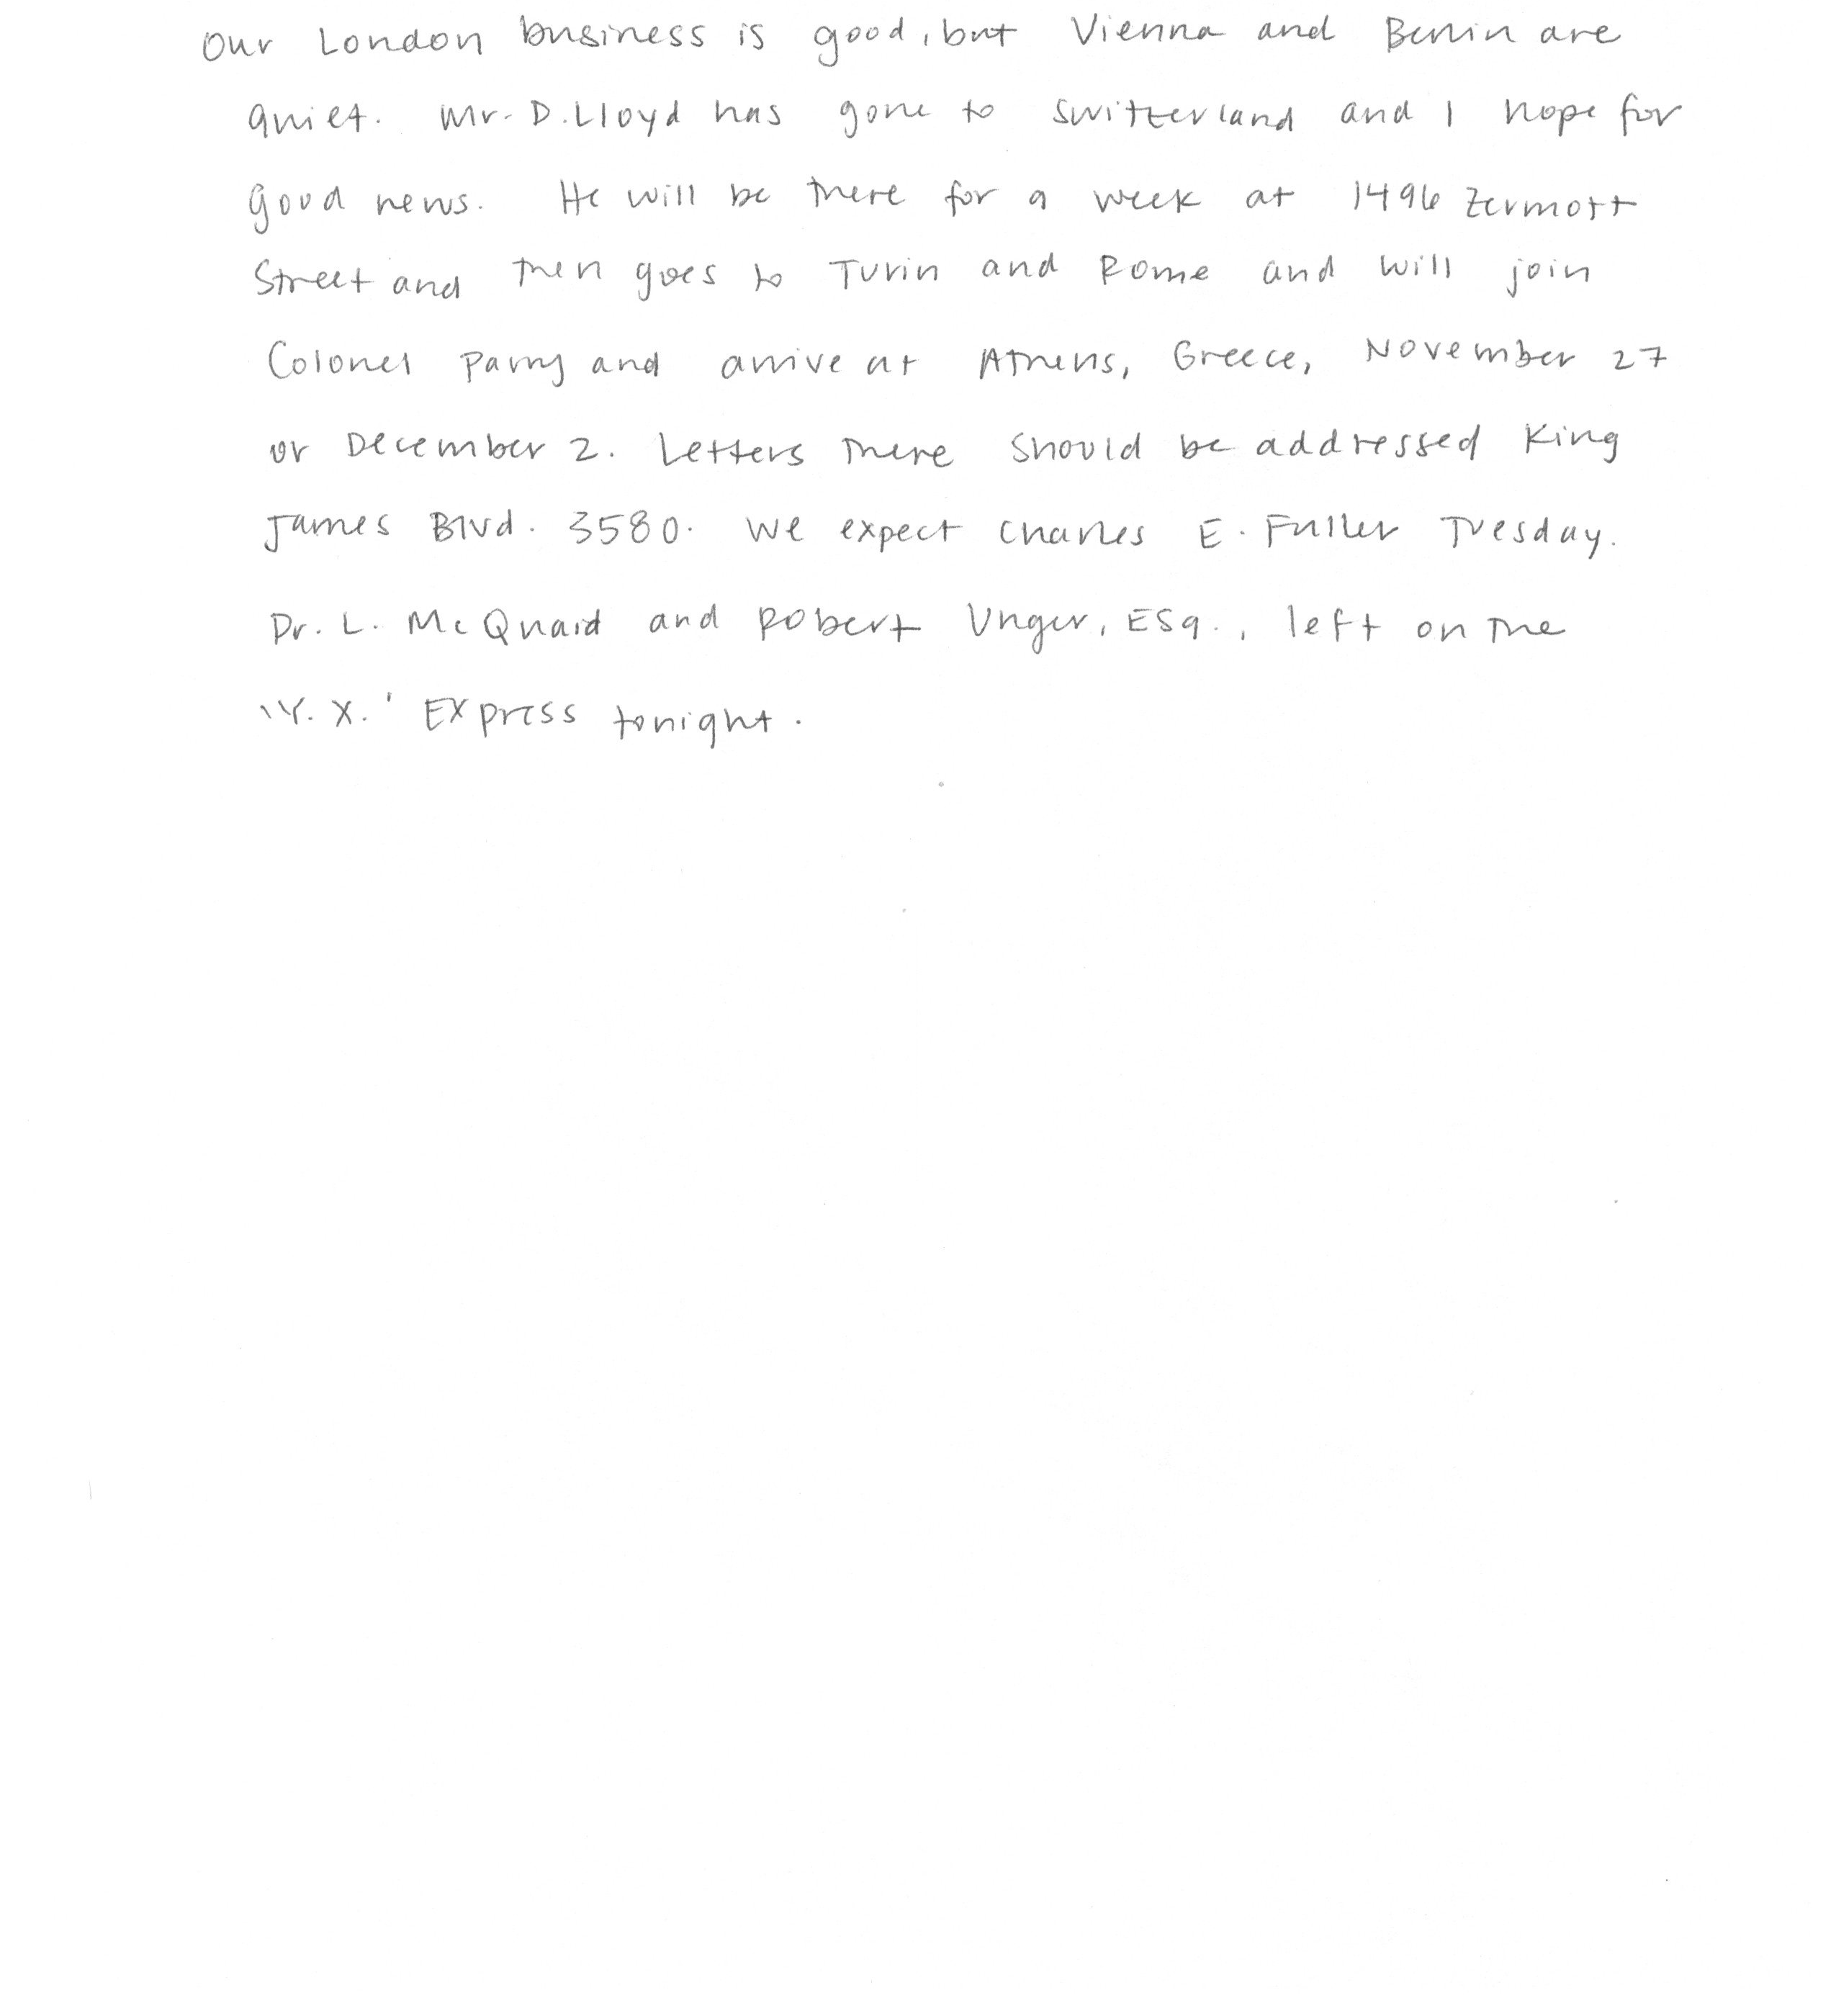 Our London business is good, but Vienna and Berlin are
quiet. Mr. D. Lloyd has gone to Switzerland and I hope for
good news. He will be there for a week at 1496 Zermott
Street and then goes to Turin and Rome and will join
Colonel Parry and arrive at Athens, Greece, November 27
or December 2. Letters there should be addressed King
James Blvd. 3580. We expect Charles E. Fuller Tuesday.
Dr. L. McQuaid and Robert Unger, Esq., left on the
'Y. X.' Express tonight.